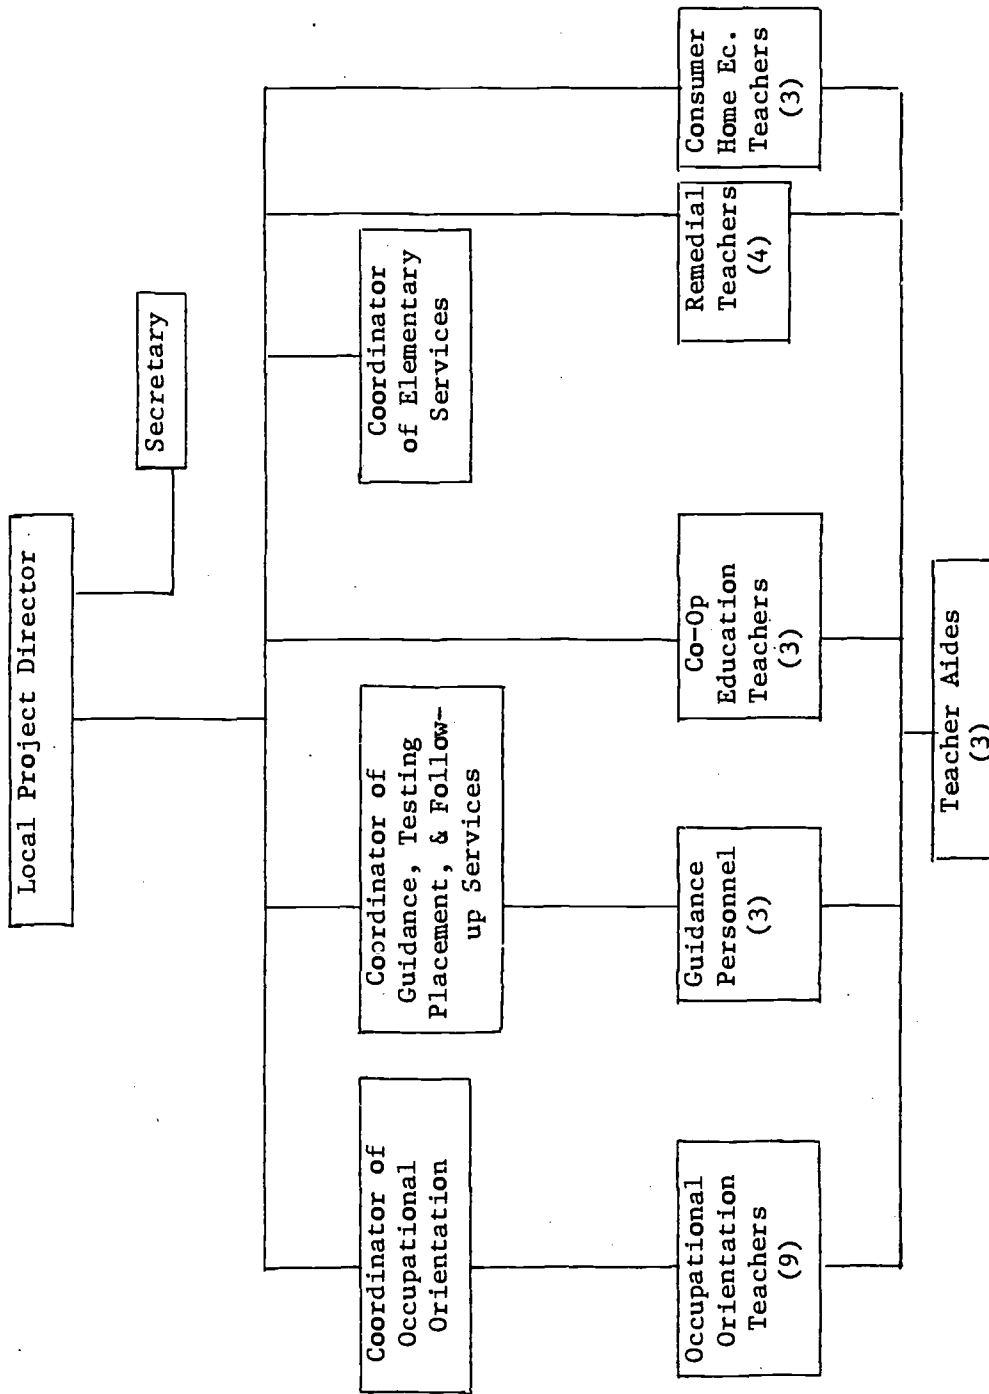 Local Project Director
Secretary
Coordinator of
Occupational
Orientation
Coordinator of
Guidance, Testing
Placement, & Follow-
up Services
Coordinator
of Elementary
Services
Occupational
Orientation
Teachers
(9)
Guidance
Personnel
(3)
Co-Op
Education
Teachers
(3)
Remedial
Teachers
(4)
Consumer
Home Ec.
Teachers
(3)
Teacher Aides
(3)